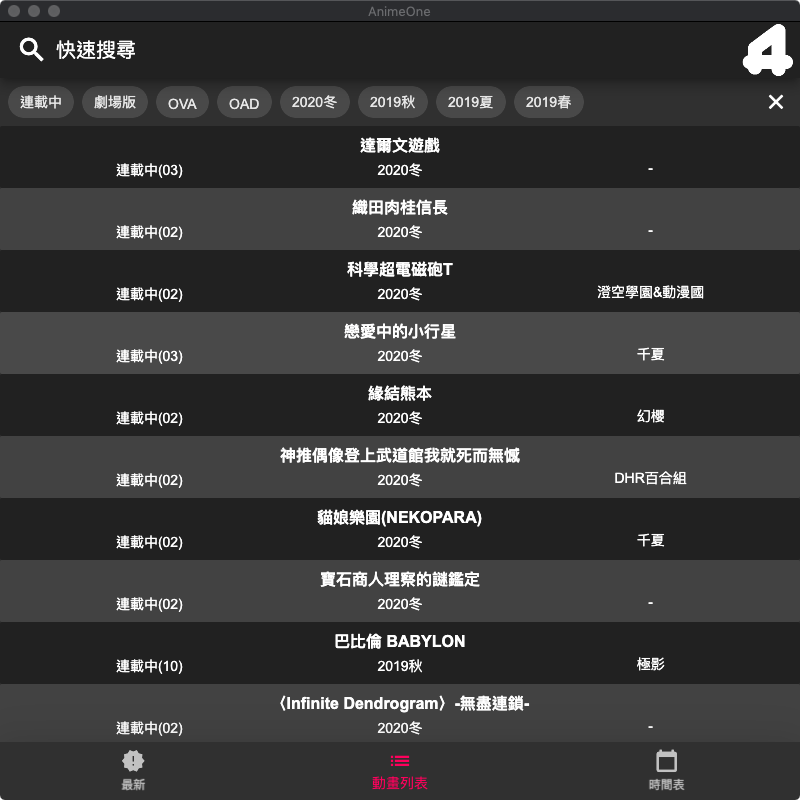 AnimeOne
快速搜尋
連載中 劇場版 OVA OAD 2020冬 2019秋 2019夏 2019春
達爾文遊戲
連載中(03) 2020冬 -
織田肉桂信長
連載中(02) 2020冬 -
科學超電磁砲T
連載中(02) 2020冬 澄空學園&動漫國
戀愛中的小行星
連載中(03) 2020冬 千夏
緣結熊本
連載中(02) 2020冬 幻櫻
神推偶像登上武道館我就死而無憾
連載中(02) 2020冬 DHR百合組
貓娘樂園(NEKOPARA)
連載中(02) 2020冬 千夏
寶石商人理察的謎鑑定
連載中(02) 2020冬 -
巴比倫 BABYLON
連載中(10) 2019秋 極影
〈Infinite Dendrogram〉-無盡連鎖-
連載中(02) 2020冬 -
最新 動畫列表 時間表